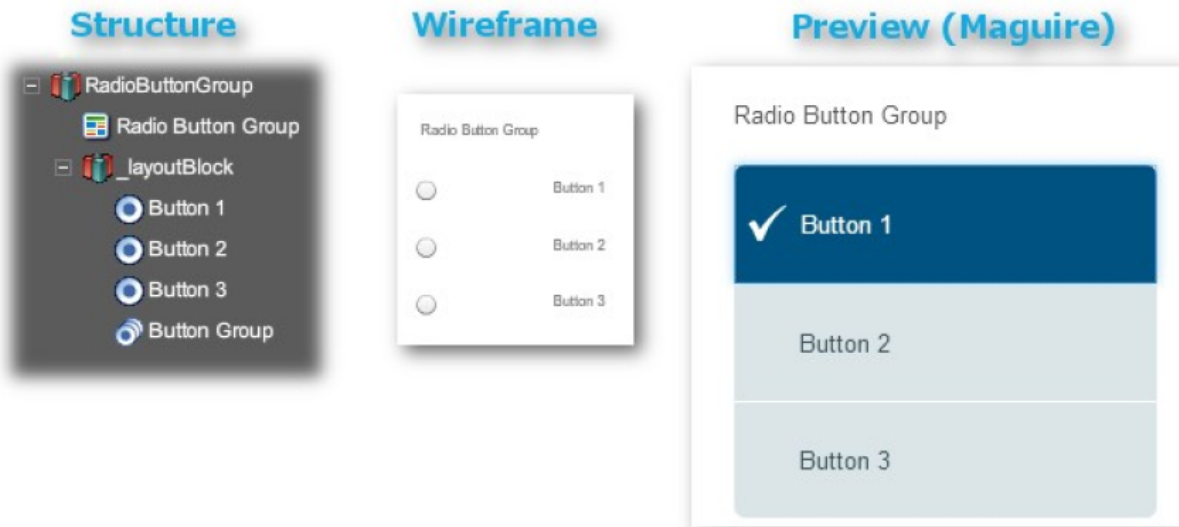 Structure
RadioButtonGroup
Radio Button Group
_layoutBlock
Button 1
Button 2
Button 3
Button Group
Wireframe
Radio Button Group
Button 1
Button 2
Button 3
Preview (Maguire)
Radio Button Group
Button 1
Button 2
Button 3